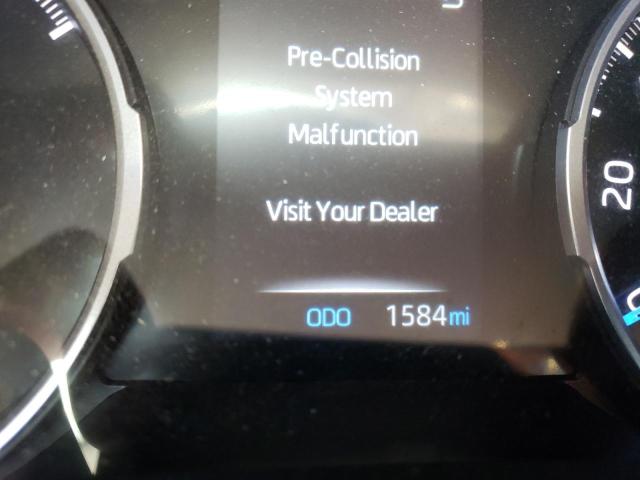 Pre-Collision
System
Malfunction
Visit Your Dealer
ODO 1584 mi
20